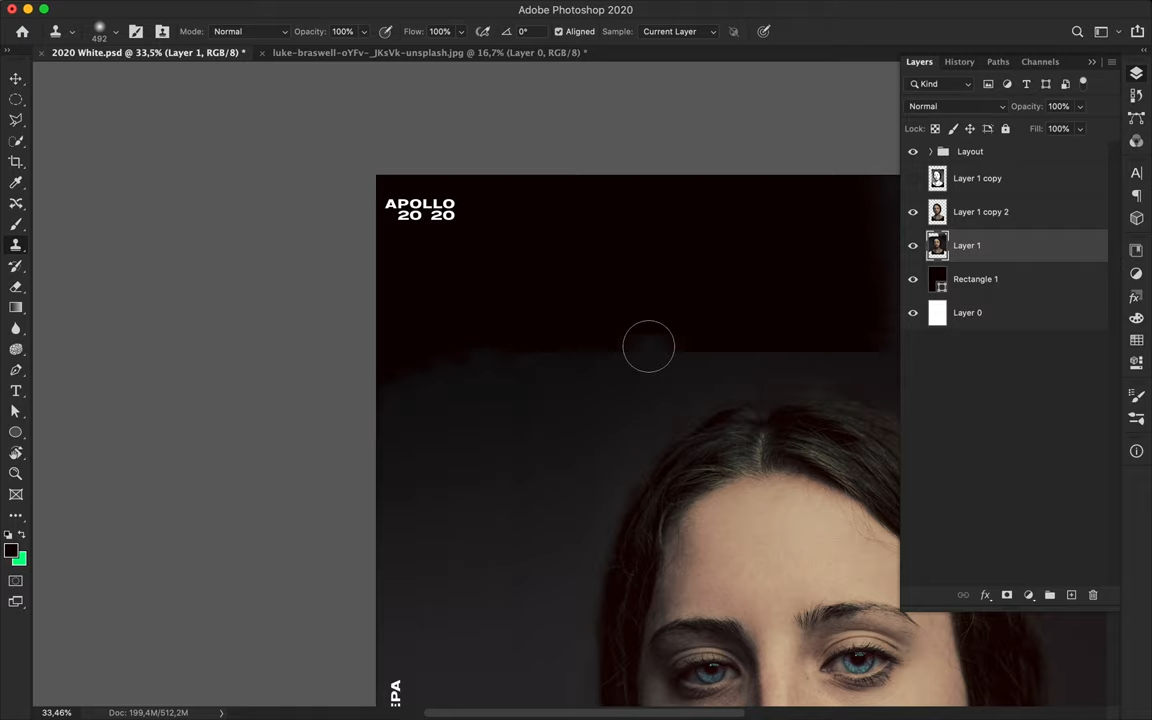 Adobe Photoshop 2020
492
Mode: Normal
Opacity: 100%
Flow: 100%
0°
Aligned
Sample: Current Layer
2020 White.psd @ 33,5% (Layer 1, RGB/8) *
luke-braswell-oYFv-_JKsVk-unsplash.jpg @ 16,7% (Layer 0, RGB/8) *
Layers
History
Paths
Channels
Kind
Normal
Opacity: 100%
Lock:
Fill: 100%
Layout
Layer 1 copy
Layer 1 copy 2
Layer 1
Rectangle 1
Layer 0
APOLLO
20 20
33,46%
Doc: 199,4M/512,2M